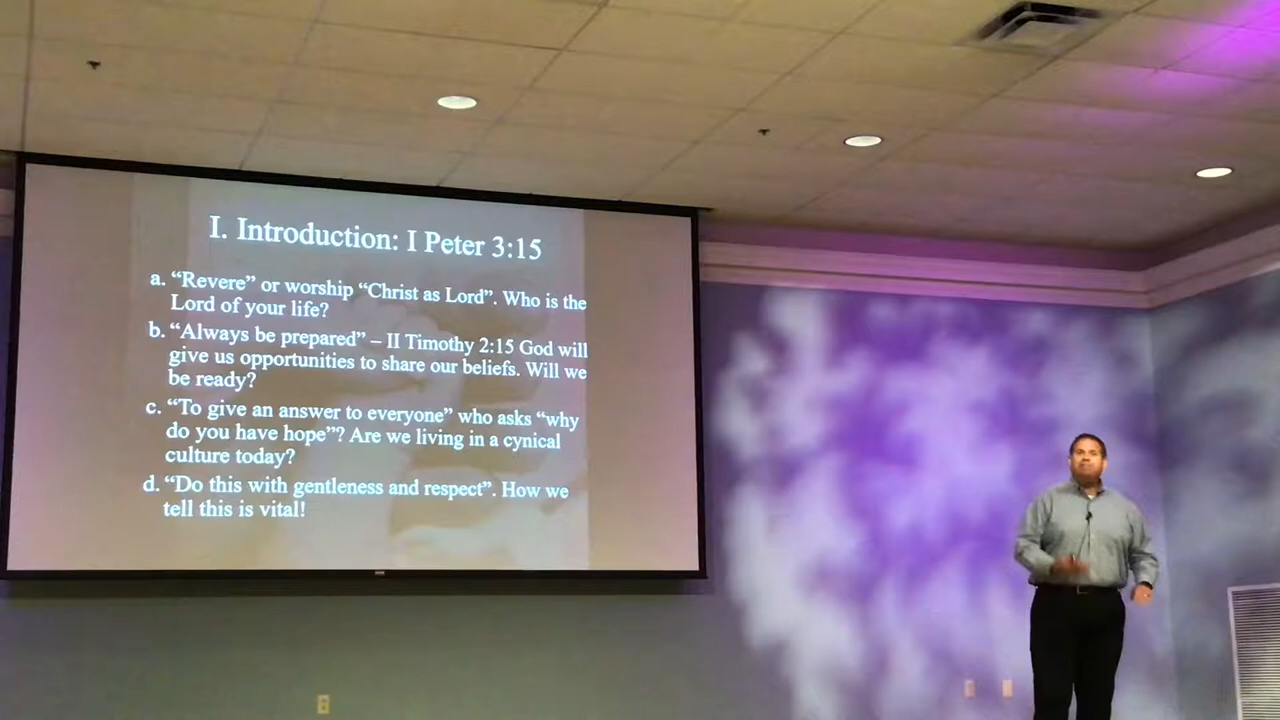 I. Introduction: I Peter 3:15
a. “Revere” or worship “Christ as Lord”. Who is the
Lord of your life?
b. “Always be prepared” – II Timothy 2:15 God will
give us opportunities to share our beliefs. Will we
be ready?
c. “To give an answer to everyone” who asks “why
do you have hope”? Are we living in a cynical
culture today?
d. “Do this with gentleness and respect”. How we
tell this is vital!